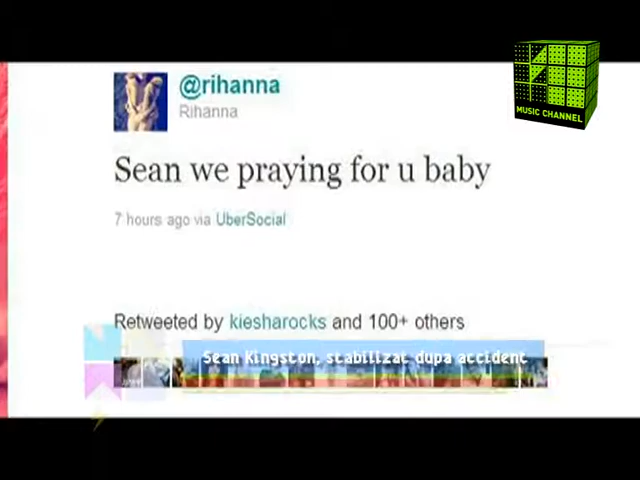 @rihanna
Rihanna
Sean we praying for u baby
7 hours ago via UberSocial
Retweeted by kiesharocks and 100+ others
Sean Kingston, stabilizat dupa accident
MUSIC CHANNEL